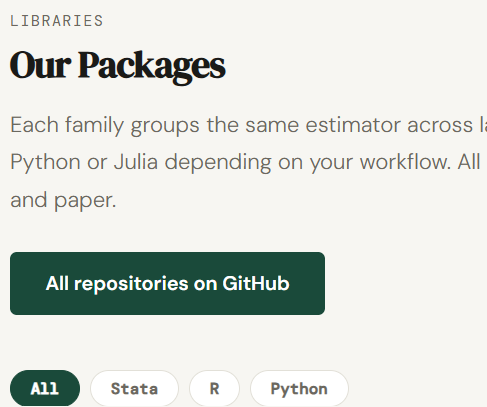 LIBRARIES
Our Packages
Each family groups the same estimator across
Python or Julia depending on your workflow. All
and paper.
All repositories on GitHub
All Stata R Python